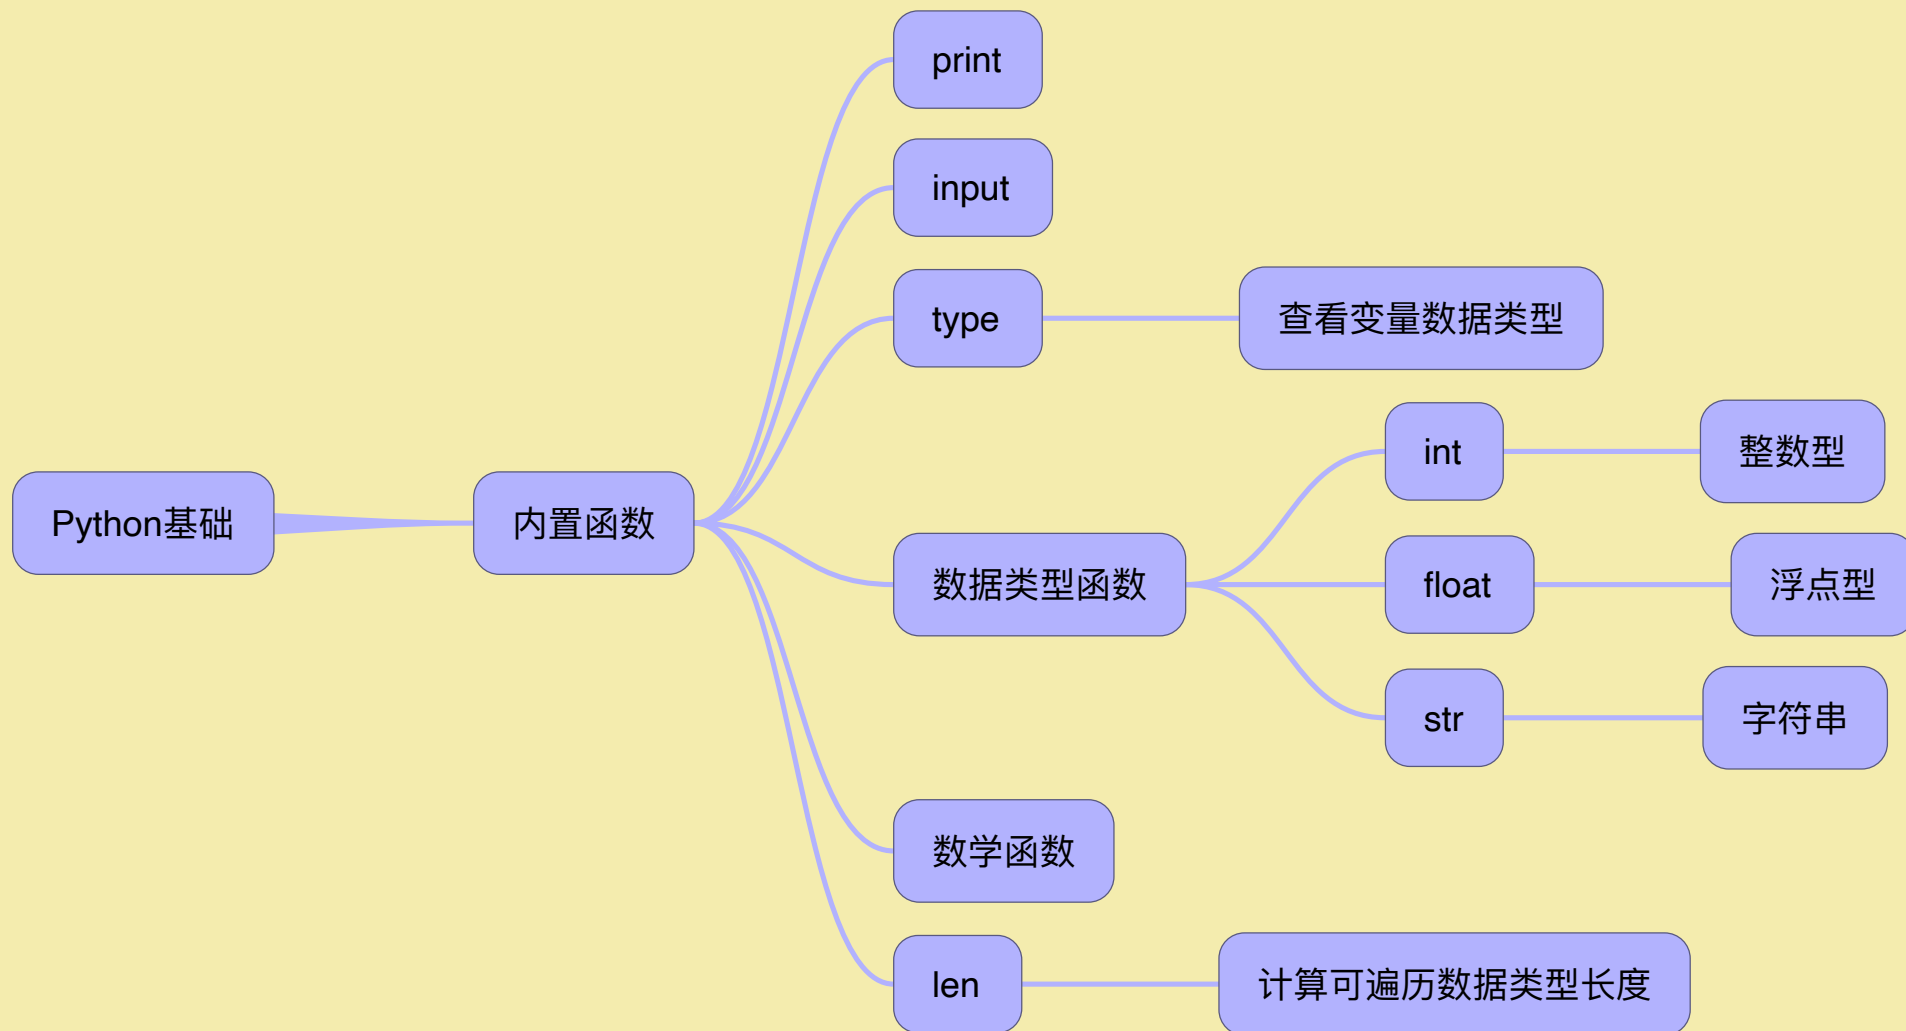 print
input
type
查看变量数据类型
int
整数型
Python基础
内置函数
数据类型函数
float
浮点型
str
字符串
数学函数
len
计算可遍历数据类型长度